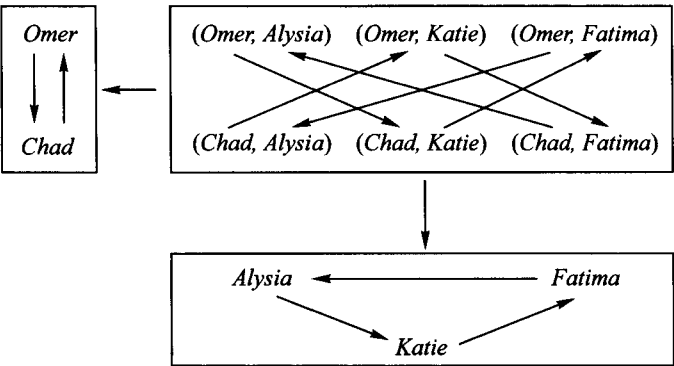 Omer
Chad
(Omer, Alysia) (Omer, Katie) (Omer, Fatima)
(Chad, Alysia) (Chad, Katie) (Chad, Fatima)
Alysia Fatima
Katie